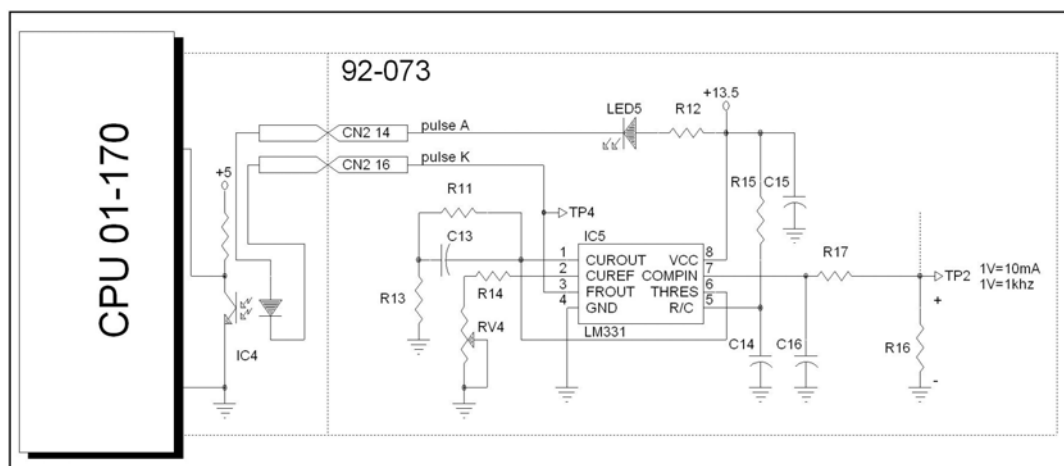 CPU 01-170
92-073
+13.5
LED5
R12
CN2 14
pulse A
CN2 16
pulse K
+5
R11
TP4
R15
C15
C13
IC5
1 CUROUT VCC 8
2 CUREF COMPIN 7
3 FROUT THRES 6
4 GND R/C 5
LM331
R17
TP2
1V=10mA
1V=1khz
+
R13
R14
RV4
C14
C16
R16
-
IC4